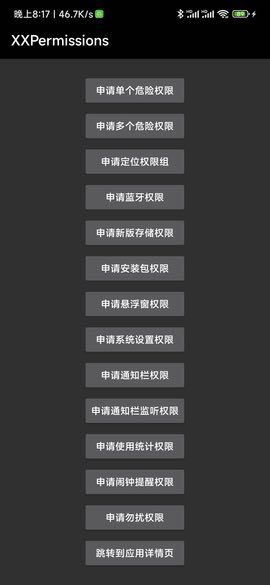 晚上8:17 | 46.7K/s
XXPermissions
申请单个危险权限
申请多个危险权限
申请定位权限组
申请蓝牙权限
申请新版存储权限
申请安装包权限
申请悬浮窗权限
申请系统设置权限
申请通知栏权限
申请通知栏监听权限
申请使用统计权限
申请闹钟提醒权限
申请勿扰权限
跳转到应用详情页